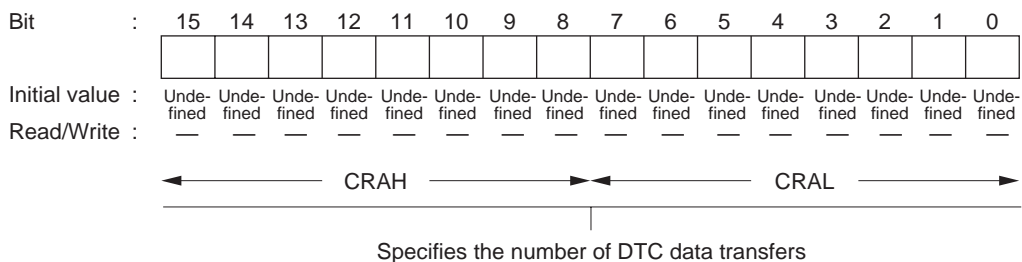 Bit : 15 14 13 12 11 10 9 8 7 6 5 4 3 2 1 0
Initial value : Unde- Unde- Unde- Unde- Unde- Unde- Unde- Unde- Unde- Unde- Unde- Unde- Unde- Unde- Unde- Unde-
fined fined fined fined fined fined fined fined fined fined fined fined fined fined fined fined
Read/Write : — — — — — — — — — — — — — — — —
CRAH CRAL
Specifies the number of DTC data transfers